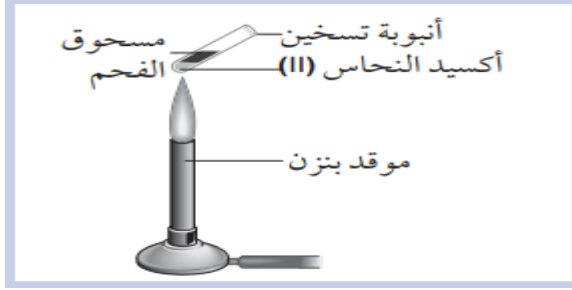 أنبوبة تسخين
أكسيد النحاس (II)
مسحوق
الفحم
موقد بنزن